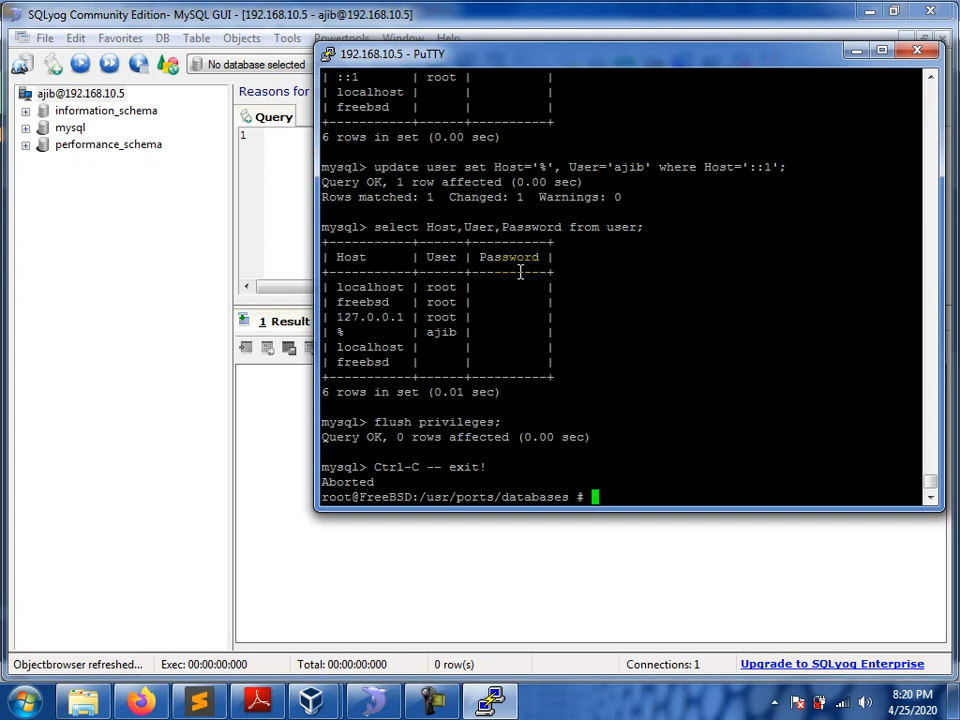 SQLyog Community Edition- MySQL GUI - [192.168.10.5 - ajib@192.168.10.5]
File Edit Favorites DB Table Objects Tools Powertools Window Help
No database selected
ajib@192.168.10.5
information_schema
mysql
performance_schema
Reasons for
Query
1
1 Result
192.168.10.5 - PuTTY
| ::1       | root |          |
| localhost |      |          |
| freebsd   |      |          |
+-----------+------+----------+
6 rows in set (0.00 sec)
mysql> update user set Host='%', User='ajib' where Host='::1';
Query OK, 1 row affected (0.00 sec)
Rows matched: 1  Changed: 1  Warnings: 0
mysql> select Host,User,Password from user;
+-----------+------+----------+
| Host      | User | Password |
+-----------+------+----------+
| localhost | root |          |
| freebsd   | root |          |
| 127.0.0.1 | root |          |
| %         | ajib |          |
| localhost |      |          |
| freebsd   |      |          |
+-----------+------+----------+
6 rows in set (0.01 sec)
mysql> flush privileges;
Query OK, 0 rows affected (0.00 sec)
mysql> Ctrl-C -- exit!
Aborted
root@FreeBSD:/usr/ports/databases #
Objectbrowser refreshed... Exec: 00:00:00:000 Total: 00:00:00:000 0 row(s) Connections: 1 Upgrade to SQLyog Enterprise
8:20 PM
4/25/2020